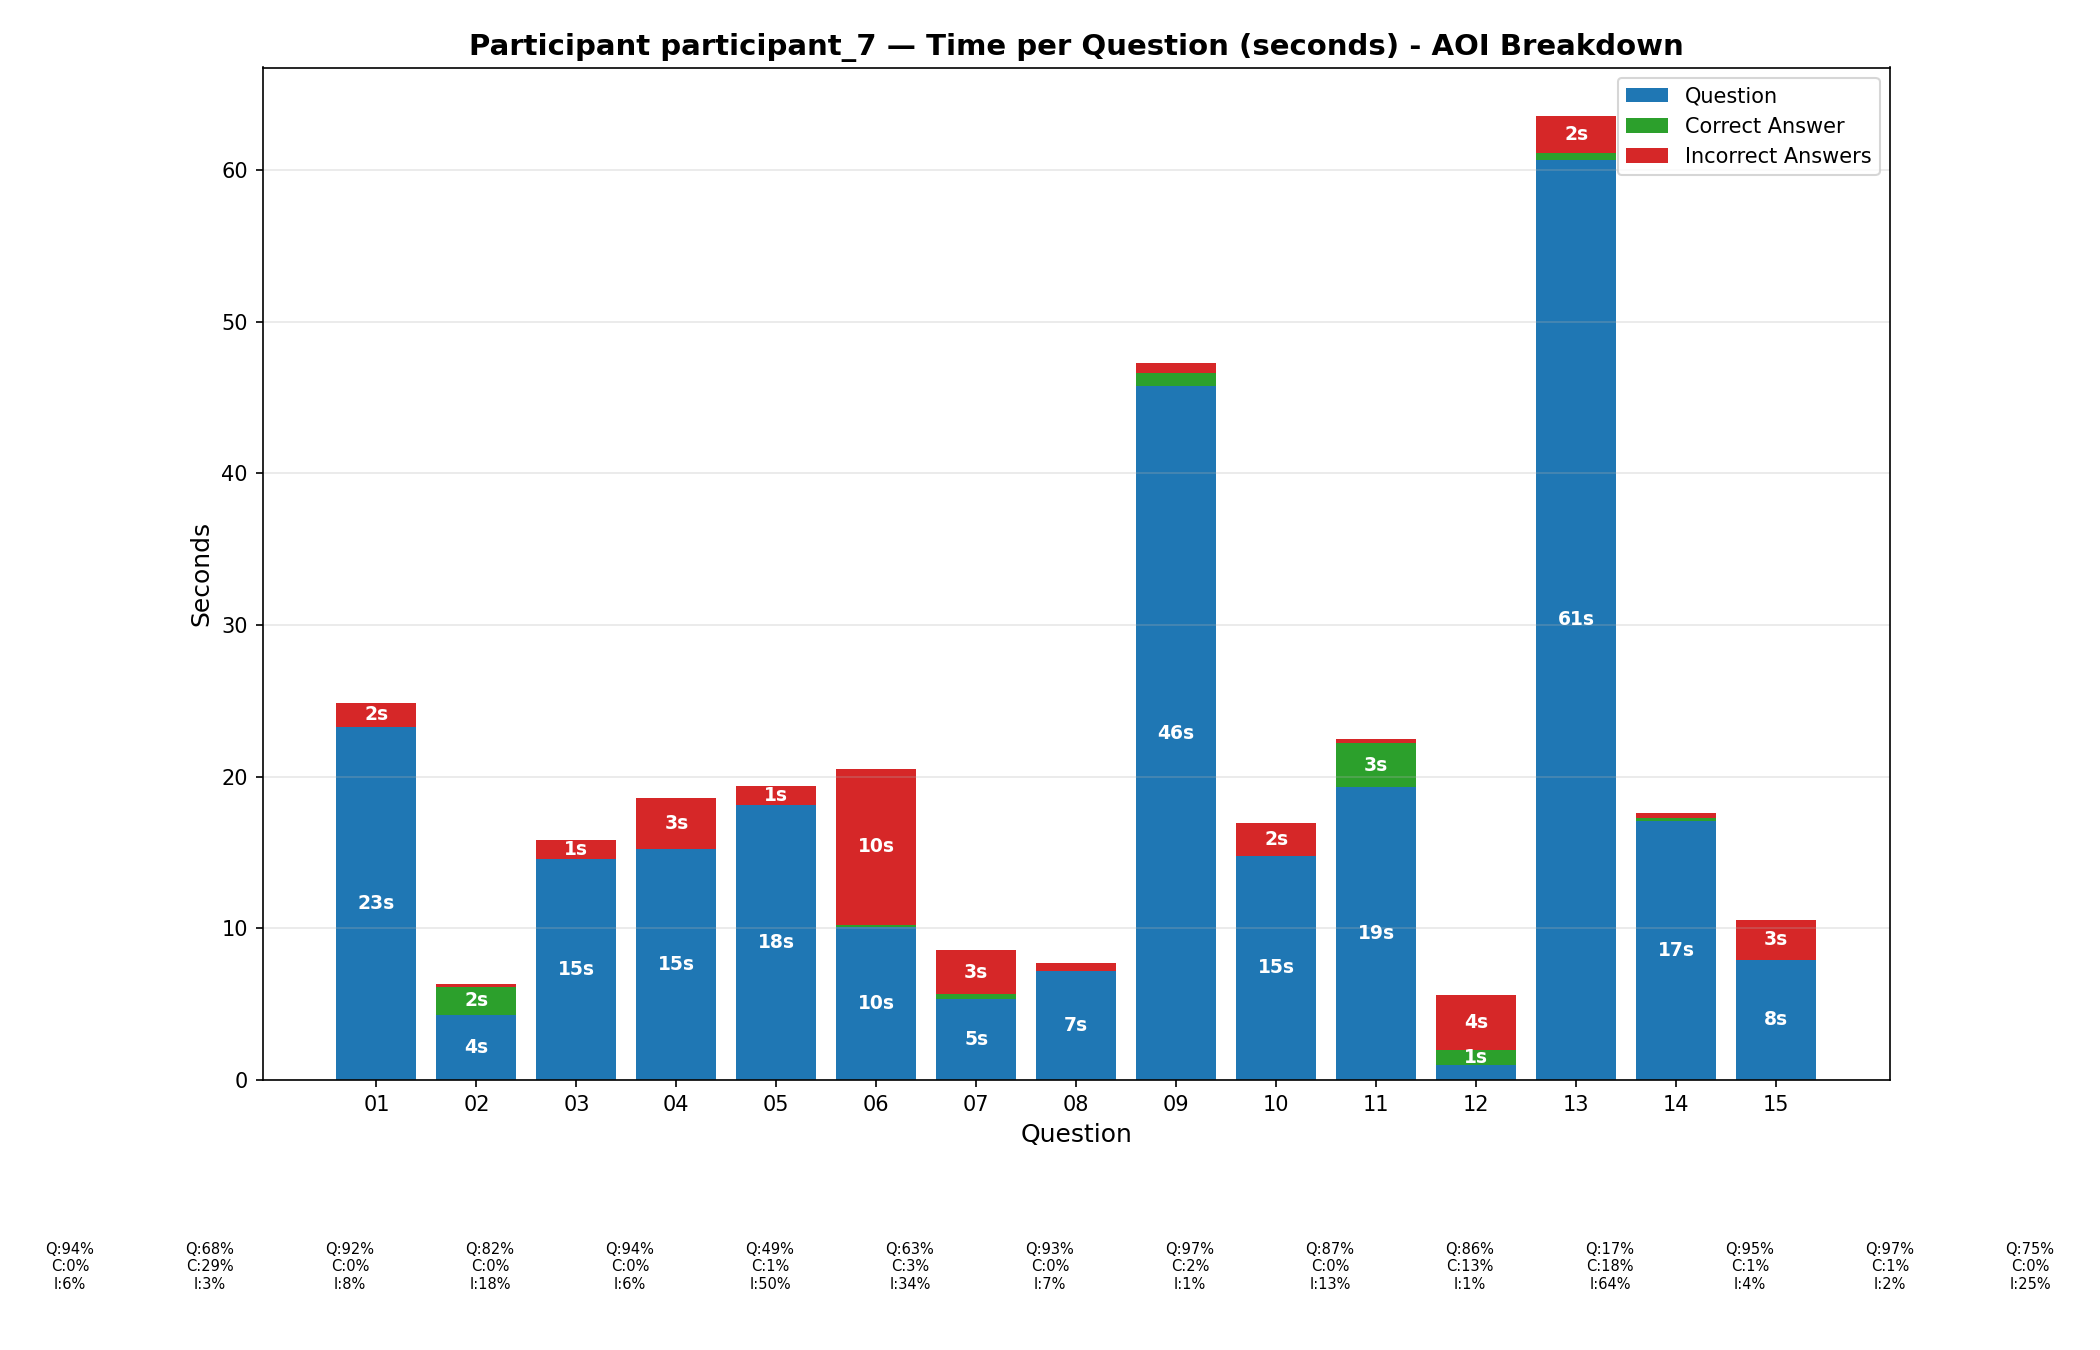 Participant participant_7 — Time per Question (seconds) - AOI Breakdown
Question
Correct Answer
Incorrect Answers
Seconds
60
50
40
30
20
10
0
23s 2s
4s 2s
15s 1s
15s 3s
18s 1s
10s 10s
5s 3s
7s
46s
15s 2s
19s 3s
1s 4s
61s 2s
17s
8s 3s
01 02 03 04 05 06 07 08 09 10 11 12 13 14 15
Question
Q:94% Q:68% Q:92% Q:82% Q:94% Q:49% Q:63% Q:93% Q:97% Q:87% Q:86% Q:17% Q:95% Q:97% Q:75%
C:0% C:29% C:0% C:0% C:0% C:1% C:3% C:0% C:2% C:0% C:13% C:18% C:1% C:1% C:0%
I:6% I:3% I:8% I:18% I:6% I:50% I:34% I:7% I:1% I:13% I:1% I:64% I:4% I:2% I:25%